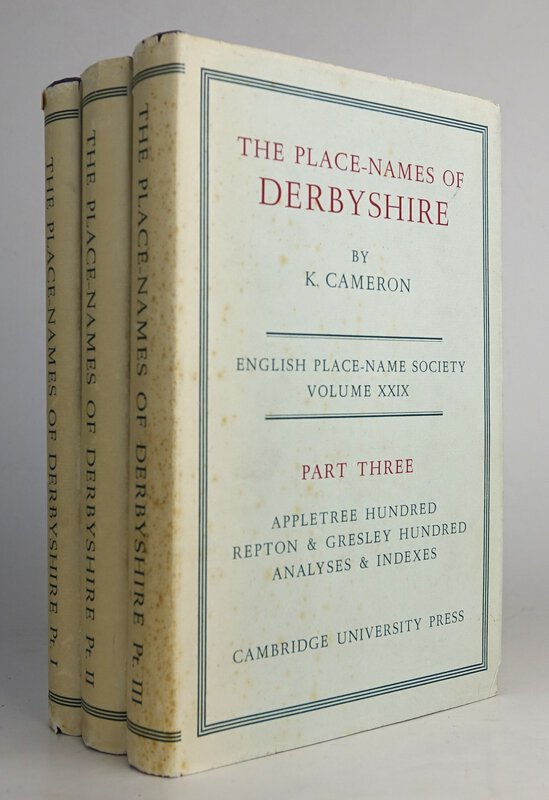 THE PLACE-NAMES OF DERBYSHIRE Pt. I
THE PLACE-NAMES OF DERBYSHIRE Pt. II
THE PLACE-NAMES OF DERBYSHIRE Pt. III
THE PLACE-NAMES OF
DERBYSHIRE
BY
K. CAMERON
ENGLISH PLACE-NAME SOCIETY
VOLUME XXIX
PART THREE
APPLETREE HUNDRED
REPTON & GRESLEY HUNDRED
ANALYSES & INDEXES
CAMBRIDGE UNIVERSITY PRESS